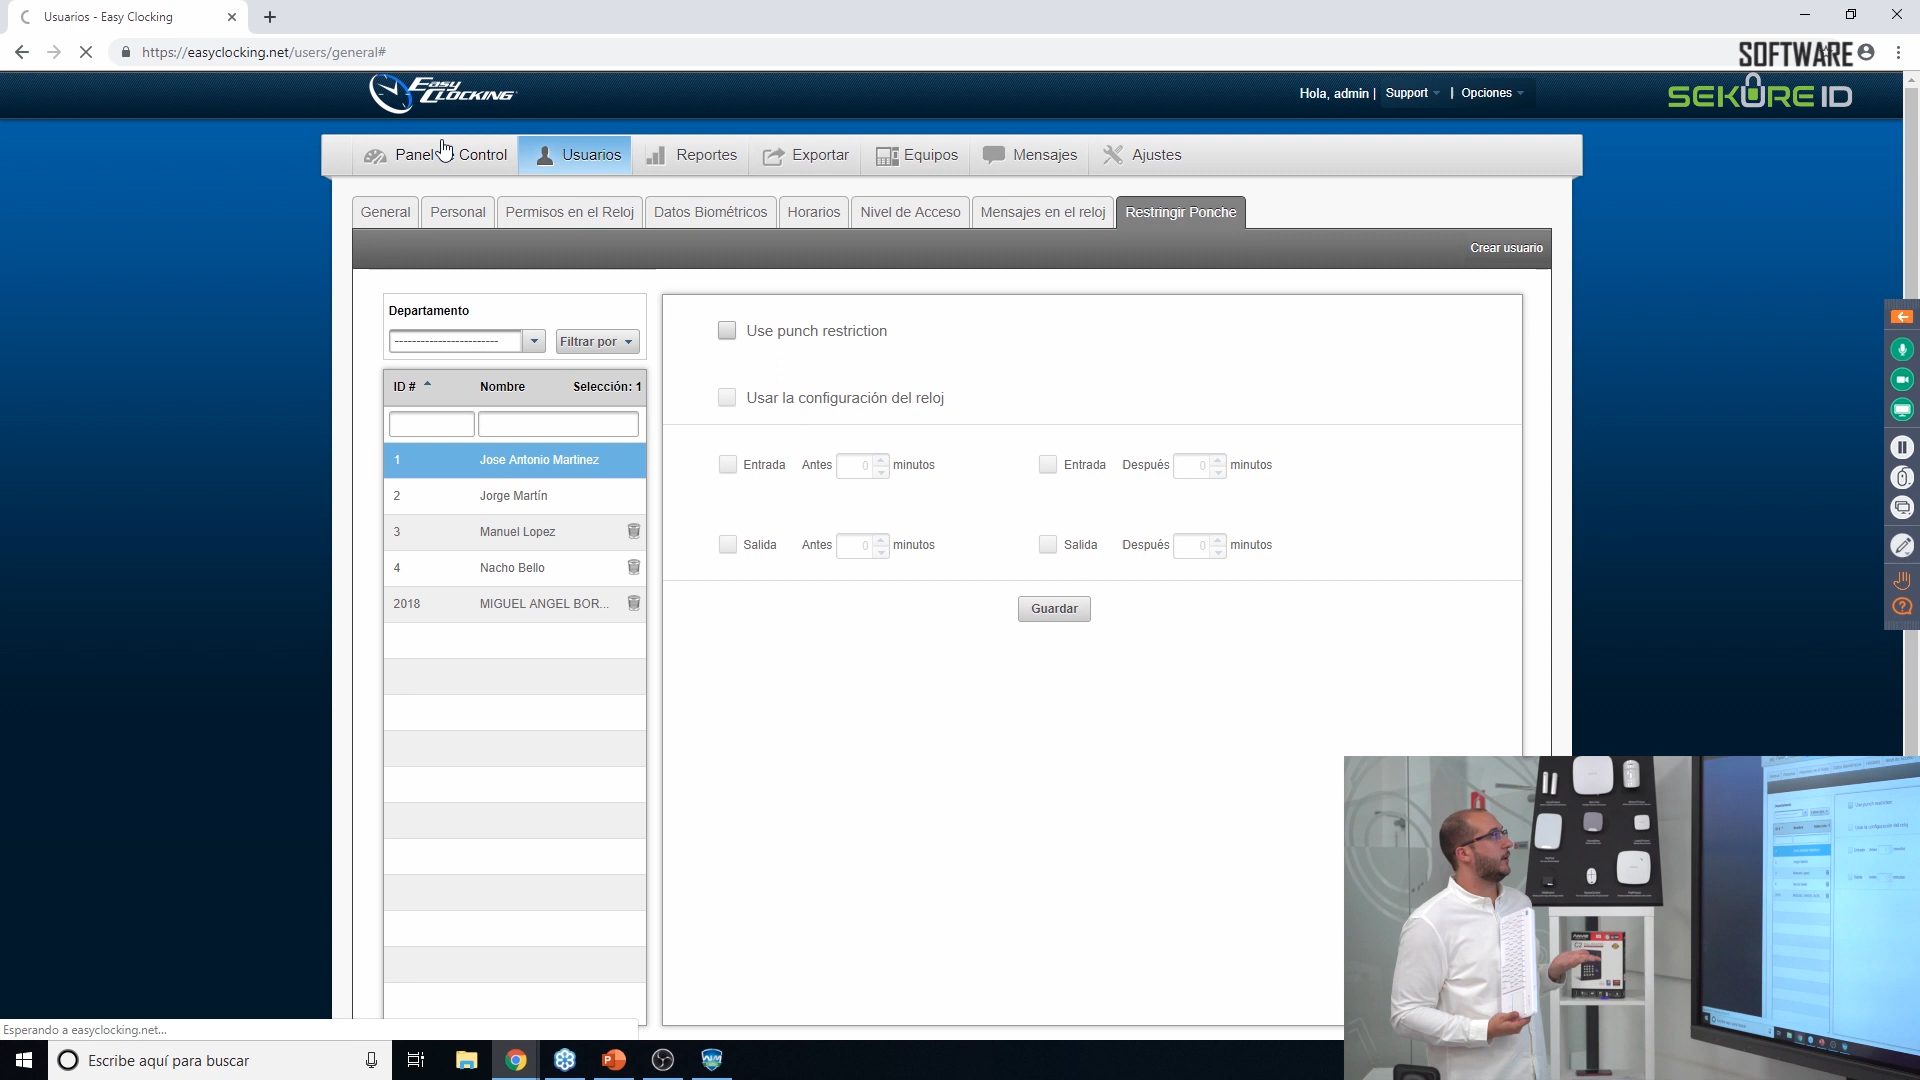 Usuarios - Easy Clocking
https://easyclocking.net/users/general#
SOFTWARE
EASY CLOCKING
Hola, admin | Support | Opciones
SEKURE ID
Panel de Control Usuarios Reportes Exportar Equipos Mensajes Ajustes
General Personal Permisos en el Reloj Datos Biométricos Horarios Nivel de Acceso Mensajes en el reloj Restringir Ponche
Crear usuario
Departamento
------------------------ Filtrar por
ID # Nombre Selección: 1
1 Jose Antonio Martinez
2 Jorge Martín
3 Manuel Lopez
4 Nacho Bello
2018 MIGUEL ANGEL BOR...
Use punch restriction
Usar la configuración del reloj
Entrada Antes 0 minutos Entrada Después 0 minutos
Salida Antes 0 minutos Salida Después 0 minutos
Guardar
Esperando a easyclocking.net...
Escribe aquí para buscar